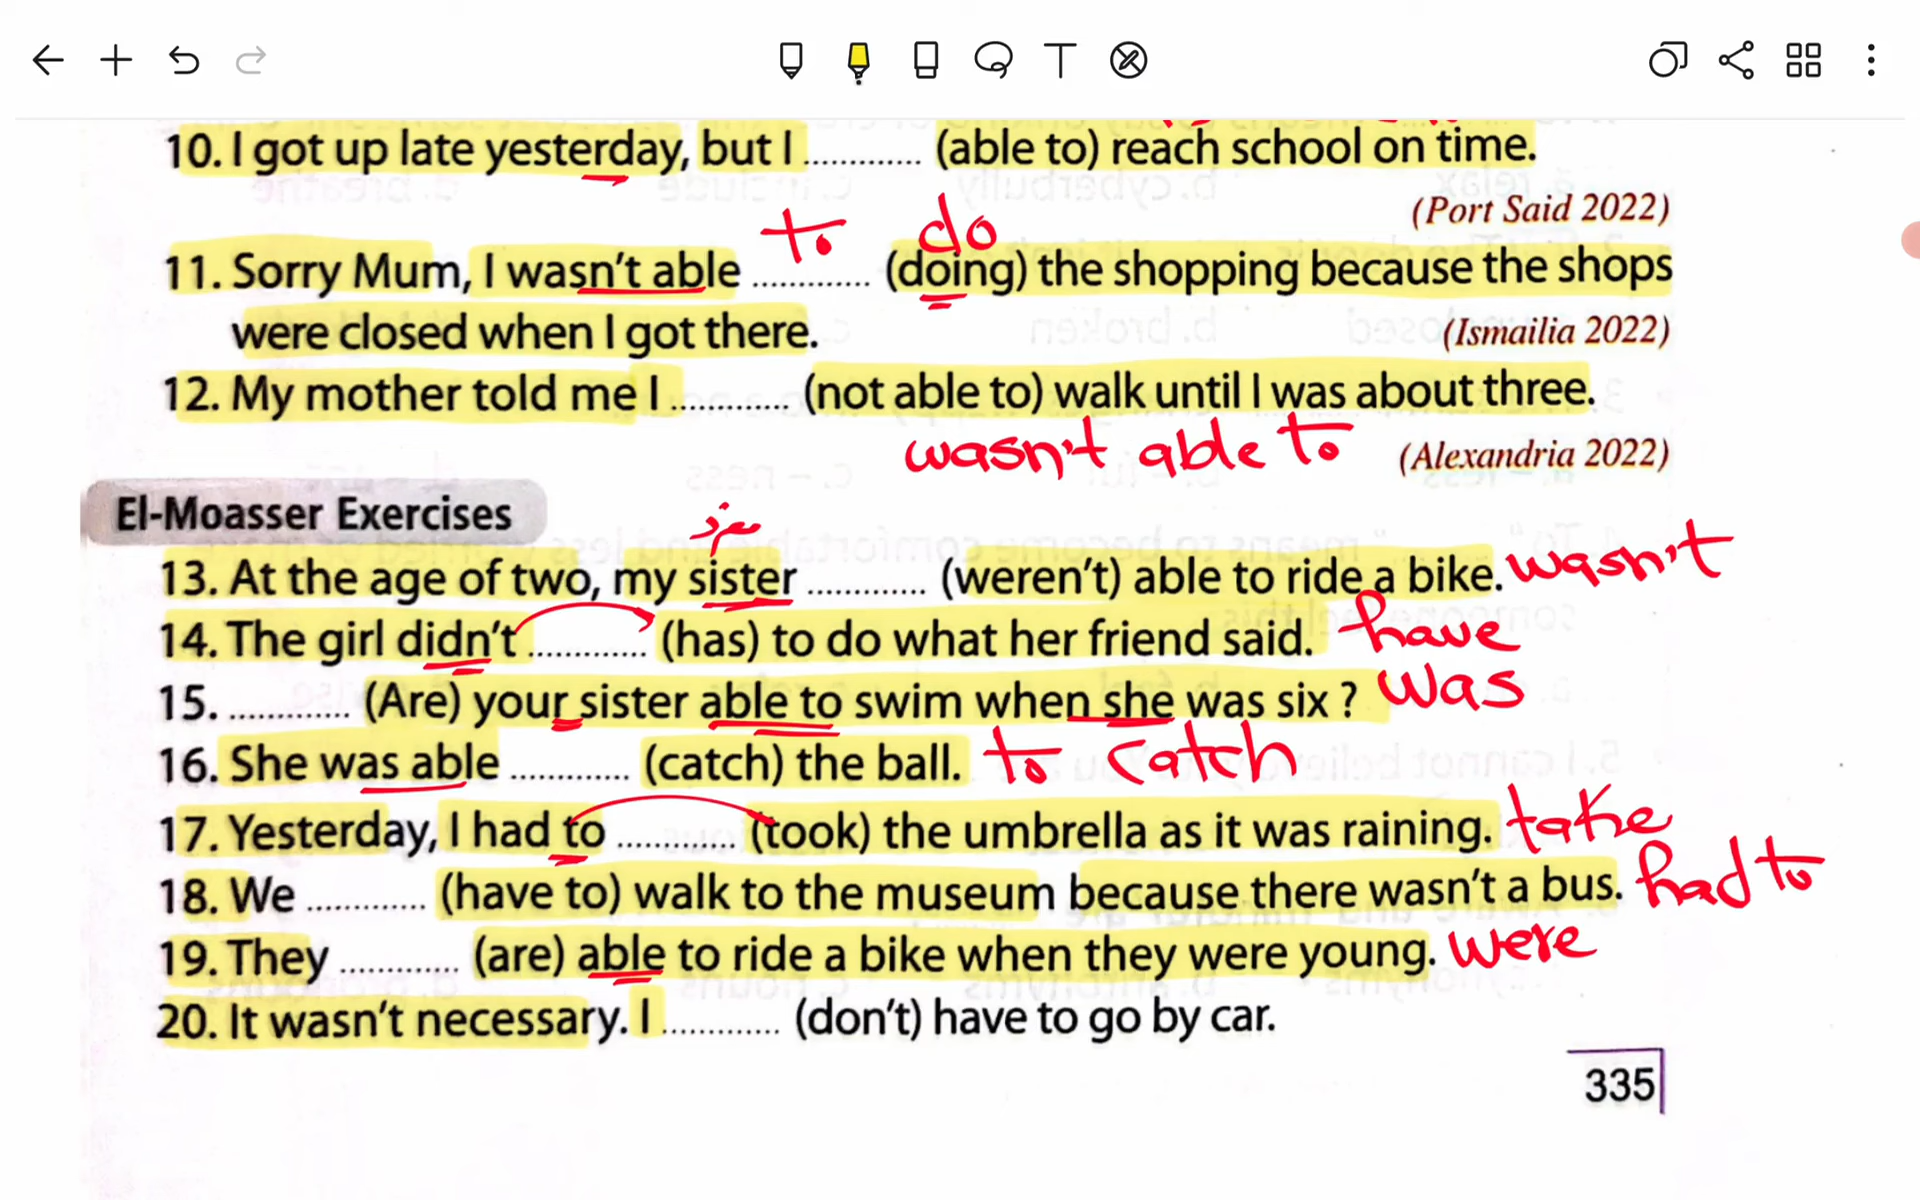 10. I got up late yesterday, but I ............. (able to) reach school on time.
(Port Said 2022)
to do
11. Sorry Mum, I wasn't able ............. (doing) the shopping because the shops
were closed when I got there.
(Ismailia 2022)
12. My mother told me I ............. (not able to) walk until I was about three.
wasn't able to
(Alexandria 2022)
El-Moasser Exercises
13. At the age of two, my sister ............. (weren't) able to ride a bike. wasn't
14. The girl didn't ............. (has) to do what her friend said. have
15. ............. (Are) your sister able to swim when she was six ? was
16. She was able ............. (catch) the ball. to catch
17. Yesterday, I had to ............. (took) the umbrella as it was raining. take
18. We ............. (have to) walk to the museum because there wasn't a bus. had to
19. They ............. (are) able to ride a bike when they were young. were
20. It wasn't necessary. I ............. (don't) have to go by car.
335